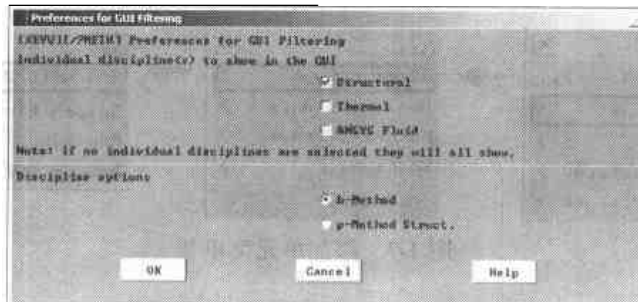 Preferences for GUI Filtering
[KEYW][/PMETH] Preferences for GUI Filtering
Individual discipline(s) to show in the GUI
Structural
Thermal
ANSYS Fluid
Note: If no individual disciplines are selected they will all show.
Discipline options
h-Method
p-Method Struct.
OK
Cancel
Help